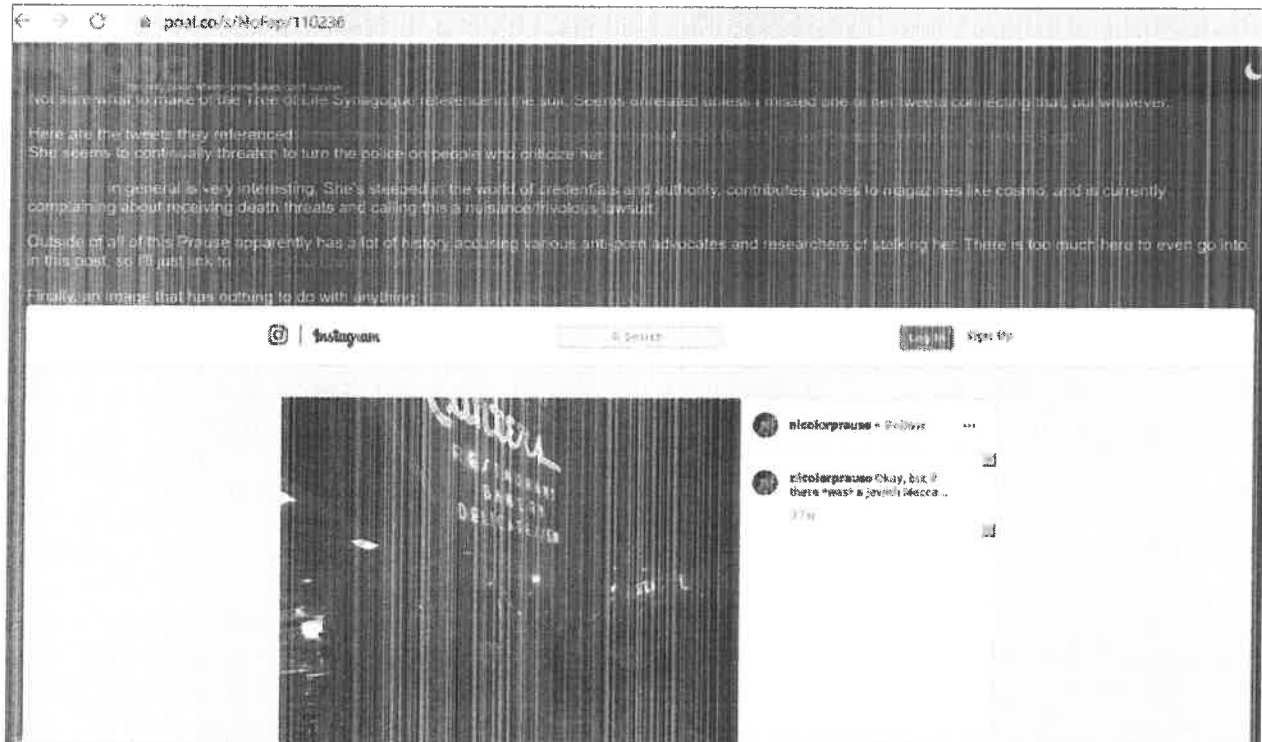 poal.co/s/NoFap/110236
Not sure what to make of the Tree of Life Synagogue reference in the suit. Seems unrelated unless I missed one of her tweets connecting that, but whatever.
Here are the tweets they referenced:
She seems to continually threaten to turn the police on people who criticize her.
in general is very interesting. She's steeped in the world of credentials and authority, contributes quotes to magazines like cosmo, and is currently
complaining about receiving death threats and calling this a nuisance/frivolous lawsuit.
Outside of all of this Prause apparently has a lot of history accusing various anti-porn advocates and researchers of stalking her. There is too much here to even go into
in this post, so I'll just link to
Finally, an image that has nothing to do with anything:
Instagram
Search
Log In Sign Up
Canter's
RESTAURANT
BAKERY
DELICATESSEN
nicolerprause • Follow
nicolerprause Okay, but if
there *was* a Jewish Mecca...
37w